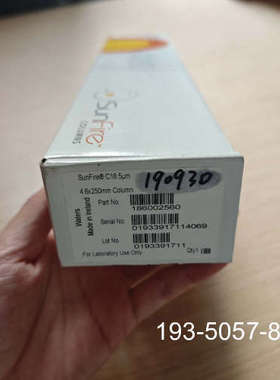 SunFire
COLUMNS
SunFire® C18 5µm
190930
4.6x250mm Column
Part No
186002560
Serial No
01933917114069
Lot No
0193391711
Qty 1
For Laboratory Use Only
Waters
Made in Ireland
193-5057-8